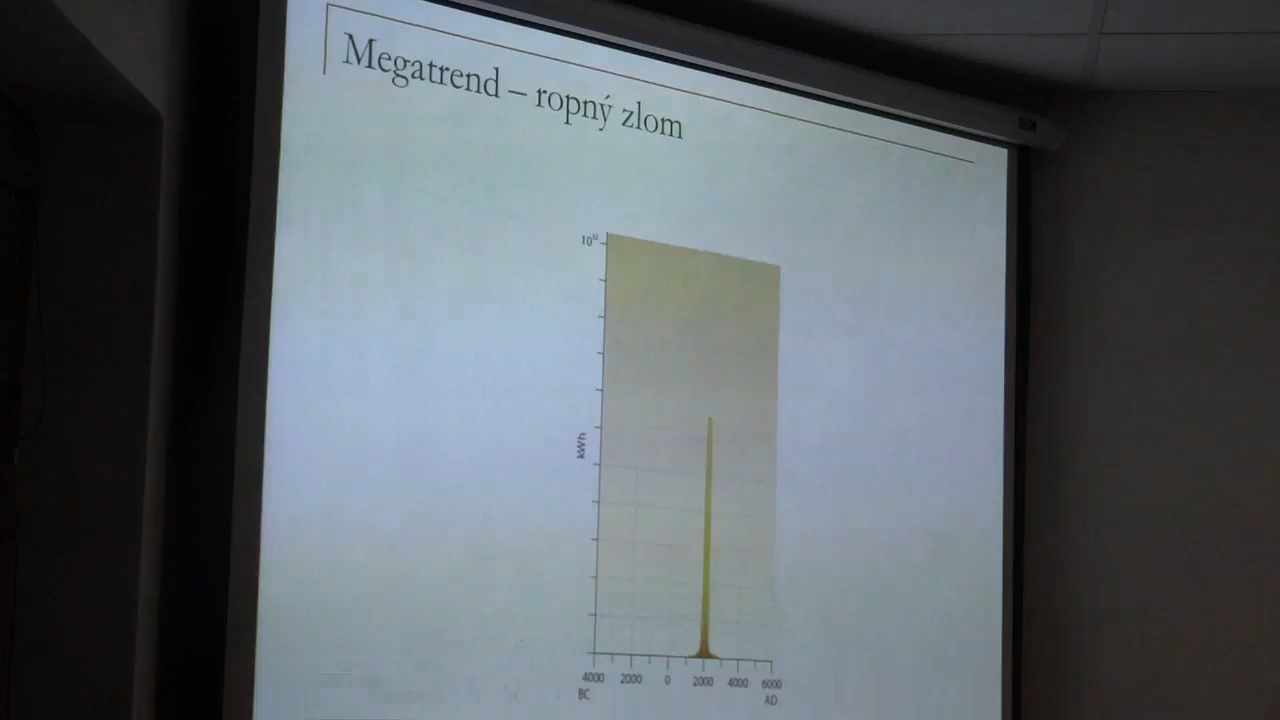 Megatrend – ropný zlom
kWh
4000 2000 0 2000 4000 6000
BC AD